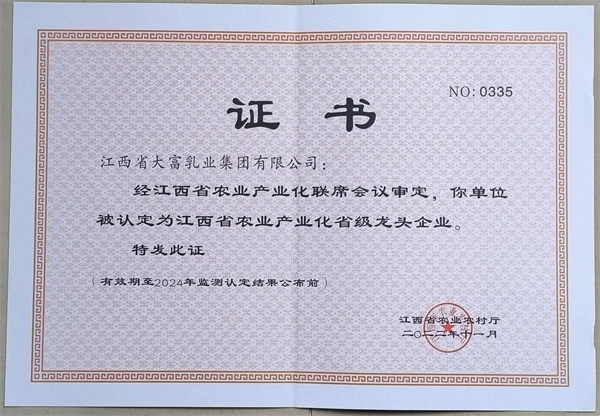 NO: 0335
证书
江西省大富乳业集团有限公司：
经江西省农业产业化联席会议审定，你单位
被认定为江西省农业产业化省级龙头企业。
特发此证
（有效期至2024年监测认定结果公布前）
江西省农业农村厅
二〇二二年十一月